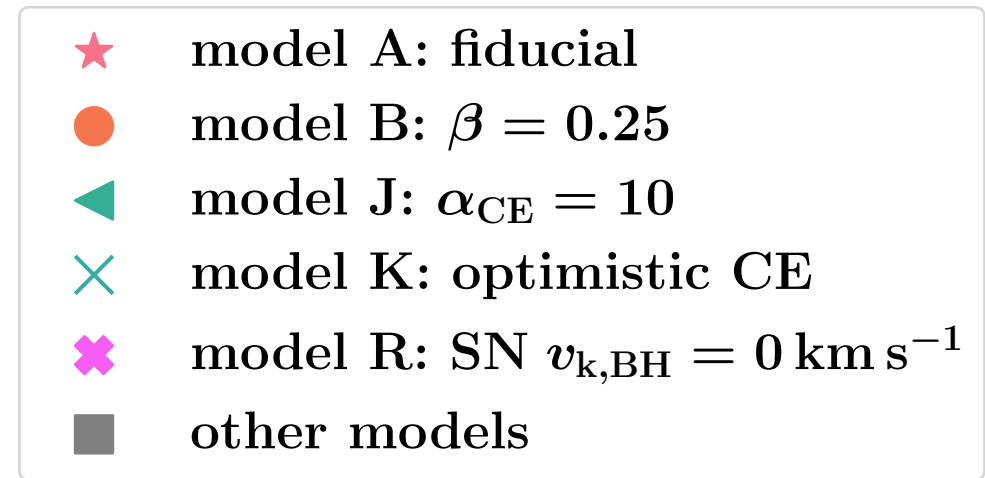 model A: fiducial
model B: β = 0.25
model J: α_CE = 10
model K: optimistic CE
model R: SN v_k,BH = 0 km s⁻¹
other models